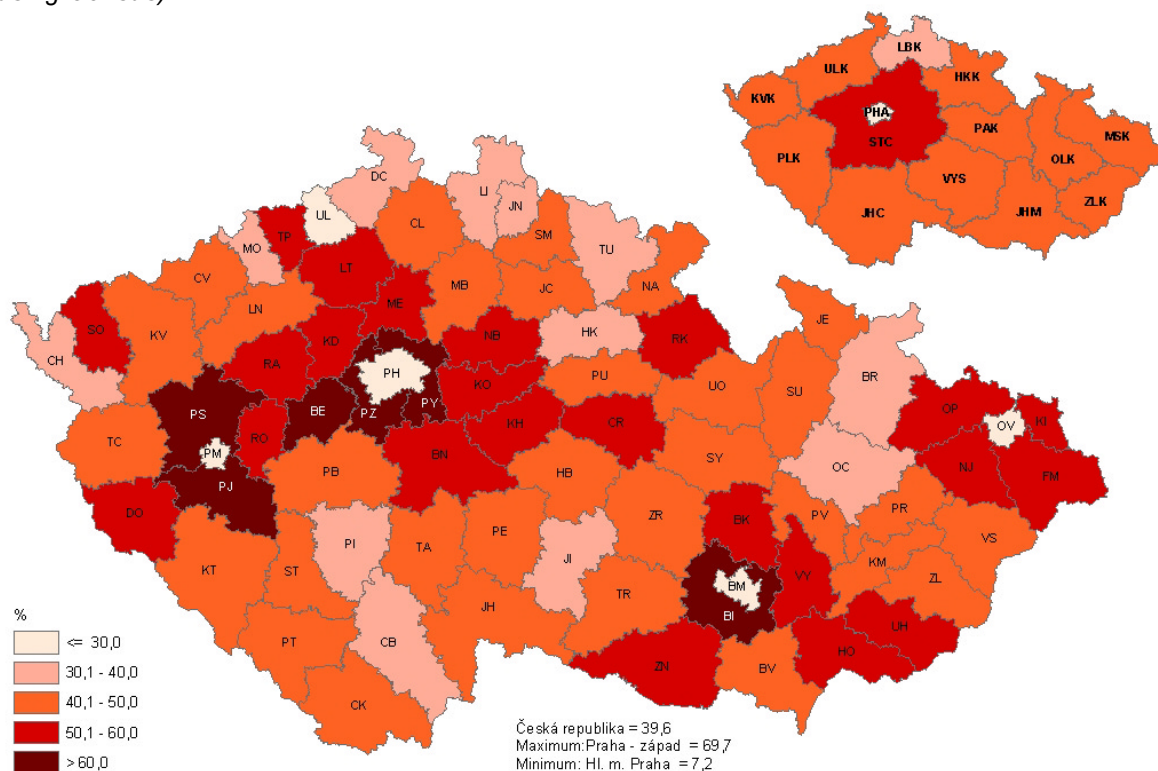 LBK
ULK
HKK
KVK
PHA
PAK
MSK
STC
PLK
OLK
VYS
ZLK
JHC
JHM
DC
LI
JN
UL
CL
SM
TP
MO
TU
LT
CV
MB
JC
NA
ME
LN
SO
KV
NB
HK
RK
JE
KD
CH
RA
PH
PU
BR
KO
UO
SU
PS
BE
PZ
PY
OP
KI
OV
KH
CR
TC
RO
PM
BN
SY
OC
NJ
FM
PB
HB
PJ
DO
ZR
BK
PV
PR
PE
VS
PI
TA
JI
KM
KT
ST
VY
ZL
BM
TR
JH
BI
UH
PT
CB
HO
ZN
BV
CK
%
<= 30,0
30,1 - 40,0
40,1 - 50,0
50,1 - 60,0
> 60,0
Česká republika = 39,6
Maximum: Praha - západ = 69,7
Minimum: Hl. m. Praha = 7,2